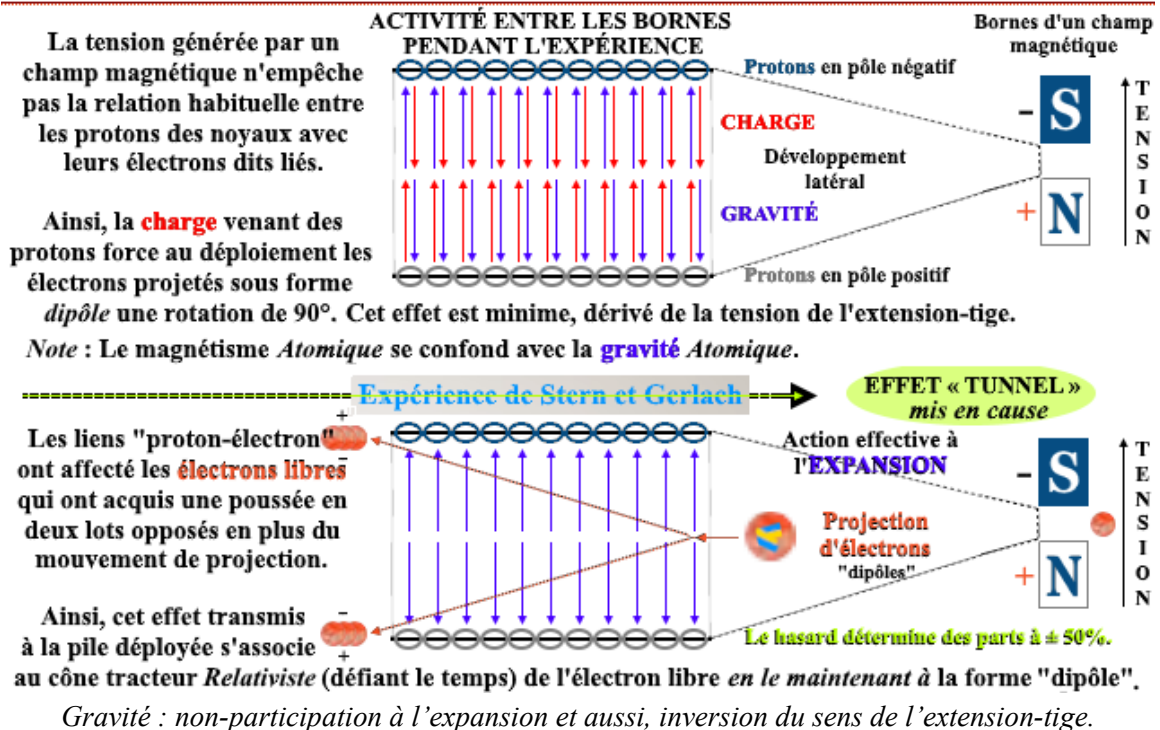 ACTIVITÉ ENTRE LES BORNES
PENDANT L'EXPÉRIENCE
Bornes d'un champ
magnétique
La tension générée par un
champ magnétique n'empêche
pas la relation habituelle entre
les protons des noyaux avec
leurs électrons dits liés.
Protons en pôle négatif
CHARGE
Développement
latéral
GRAVITÉ
Protons en pôle positif
- S
+ N
TENSION
Ainsi, la charge venant des
protons force au déploiement les
électrons projetés sous forme
dipôle une rotation de 90°. Cet effet est minime, dérivé de la tension de l'extension-tige.
Note : Le magnétisme Atomique se confond avec la gravité Atomique.
Expérience de Stern et Gerlach
EFFET « TUNNEL »
mis en cause
Les liens "proton-électron"
ont affecté les électrons libres
qui ont acquis une poussée en
deux lots opposés en plus du
mouvement de projection.
+
-
Action effective à
l'EXPANSION
Projection
d'électrons
"dipôles"
- S
+ N
TENSION
Ainsi, cet effet transmis
à la pile déployée s'associe
-
+
Le hasard détermine des parts à ± 50%.
au cône tracteur Relativiste (défiant le temps) de l'électron libre en le maintenant à la forme "dipôle".
Gravité : non-participation à l'expansion et aussi, inversion du sens de l'extension-tige.